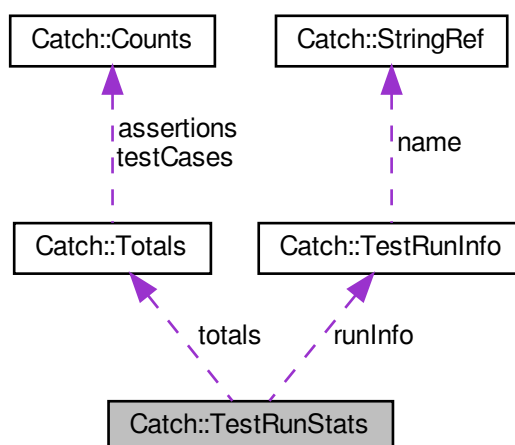 Catch::Counts
Catch::StringRef
assertions
testCases
name
Catch::Totals
Catch::TestRunInfo
totals
runInfo
Catch::TestRunStats